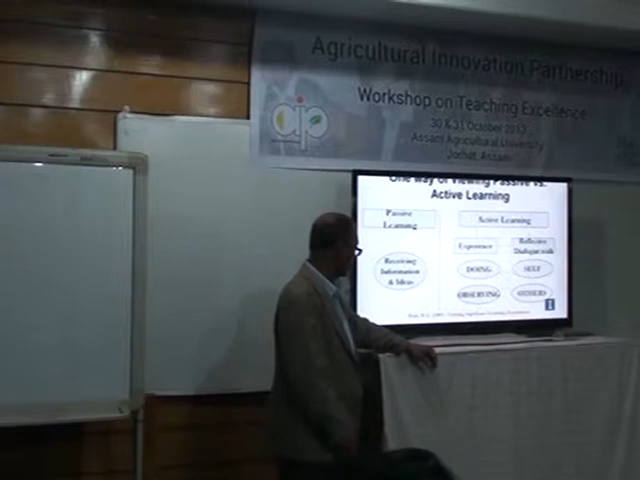 Agricultural Innovation Partnership
Workshop on Teaching Excellence
30 & 31 October 2013
Assam Agricultural University
Jorhat, Assam
aip
One way of Viewing Passive vs.
Active Learning
Passive
Learning
Active Learning
Experience
Reflective
Dialogue with
Receiving
Information
& Ideas
DOING
SELF
OBSERVING
OTHERS